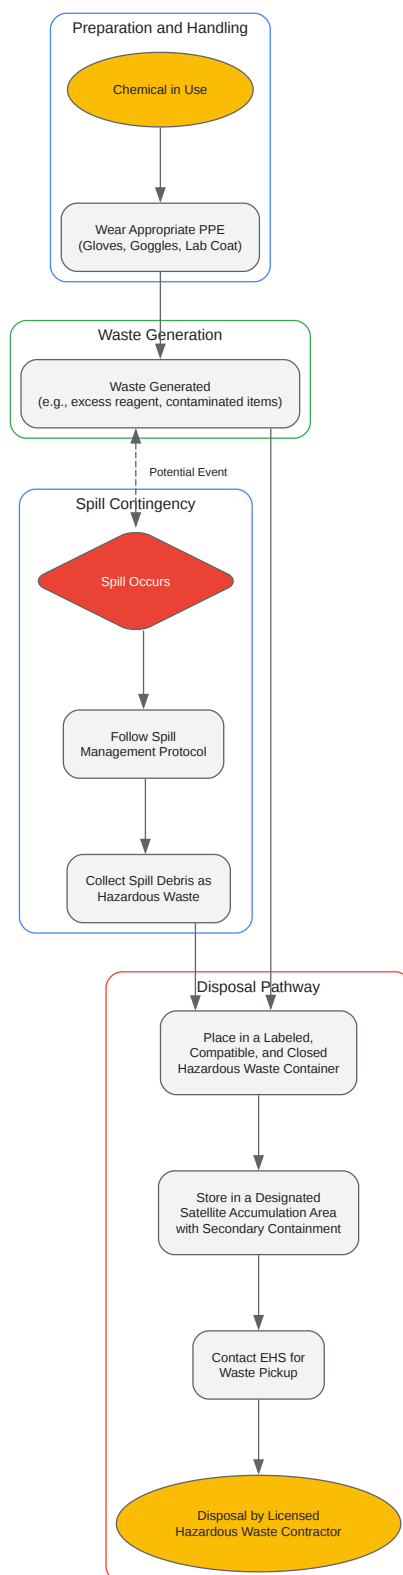 Preparation and Handling
Chemical in Use
Wear Appropriate PPE
(Gloves, Goggles, Lab Coat)
Waste Generation
Waste Generated
(e.g., excess reagent, contaminated items)
Potential Event
Spill Contingency
Spill Occurs
Follow Spill
Management Protocol
Collect Spill Debris as
Hazardous Waste
Disposal Pathway
Place in a Labeled,
Compatible, and Closed
Hazardous Waste Container
Store in a Designated
Satellite Accumulation Area
with Secondary Containment
Contact EHS for
Waste Pickup
Disposal by Licensed
Hazardous Waste Contractor